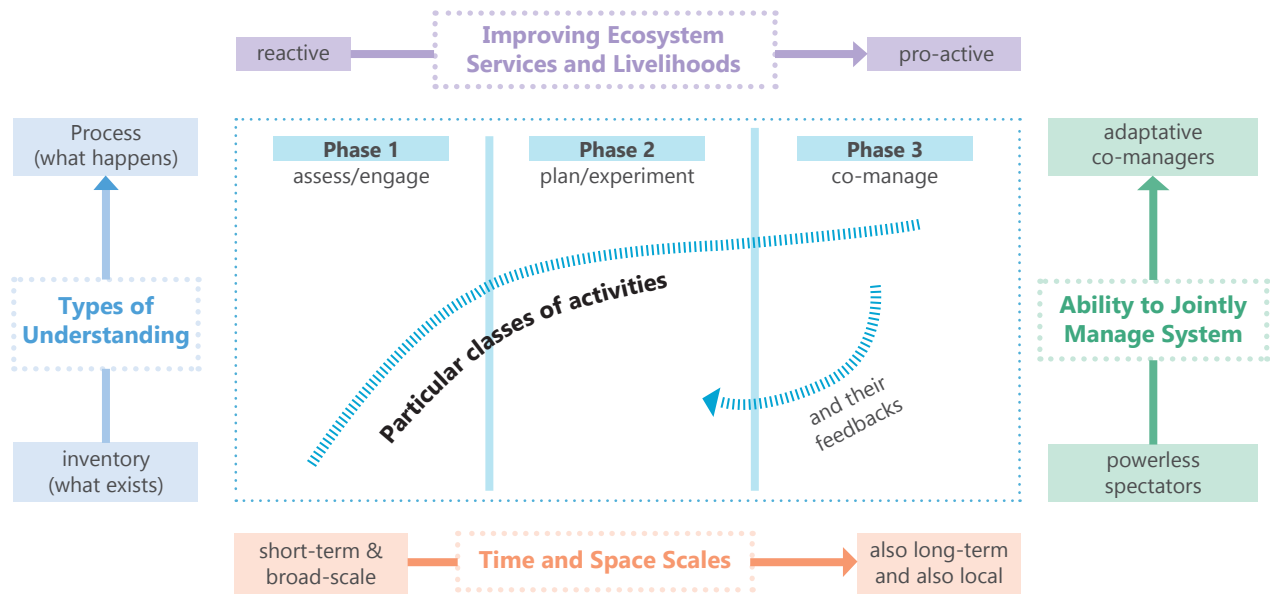 reactive
Improving Ecosystem
Services and Livelihoods
pro-active
Process
(what happens)
Types of
Understanding
inventory
(what exists)
Phase 1
assess/engage
Phase 2
plan/experiment
Phase 3
co-manage
Particular classes of activities
and their
feedbacks
adaptative
co-managers
Ability to Jointly
Manage System
powerless
spectators
short-term &
broad-scale
Time and Space Scales
also long-term
and also local